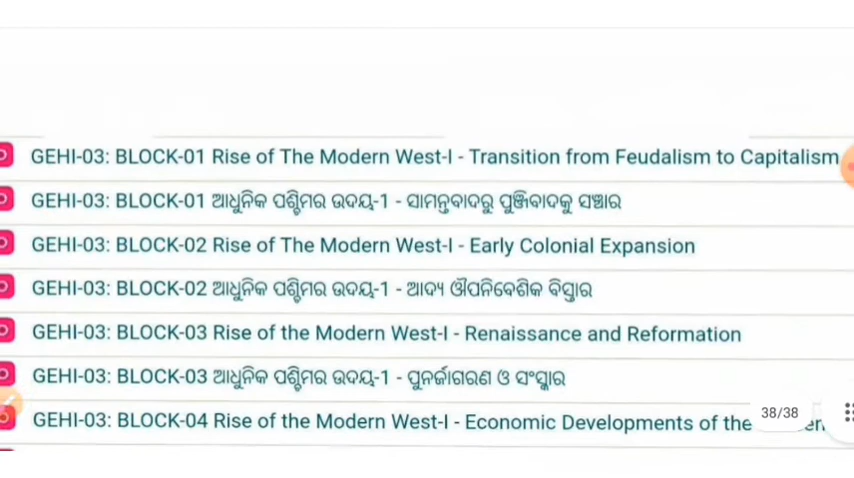 GEHI-03: BLOCK-01 Rise of The Modern West-I - Transition from Feudalism to Capitalism
GEHI-03: BLOCK-01 ଆଧୁନିକ ପଶ୍ଚିମର ଉଦୟ-1 - ସାମନ୍ତବାଦରୁ ପୁଞ୍ଜିବାଦକୁ ସଞ୍ଚାର
GEHI-03: BLOCK-02 Rise of The Modern West-I - Early Colonial Expansion
GEHI-03: BLOCK-02 ଆଧୁନିକ ପଶ୍ଚିମର ଉଦୟ-1 - ଆଦ୍ୟ ଔପନିବେଶିକ ବିସ୍ତାର
GEHI-03: BLOCK-03 Rise of the Modern West-I - Renaissance and Reformation
GEHI-03: BLOCK-03 ଆଧୁନିକ ପଶ୍ଚିମର ଉଦୟ-1 - ପୁନର୍ଜାଗରଣ ଓ ସଂସ୍କାର
GEHI-03: BLOCK-04 Rise of the Modern West-I - Economic Developments of the
38/38